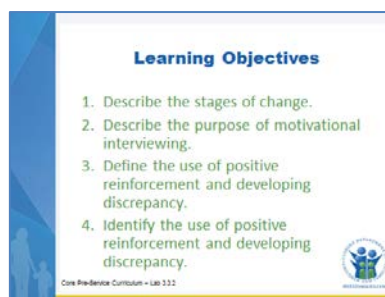 Learning Objectives
1. Describe the stages of change.
2. Describe the purpose of motivational
interviewing.
3. Define the use of positive
reinforcement and developing
discrepancy.
4. Identify the use of positive
reinforcement and developing
discrepancy.
Core Pre-Service Curriculum – Lab 3.3.2